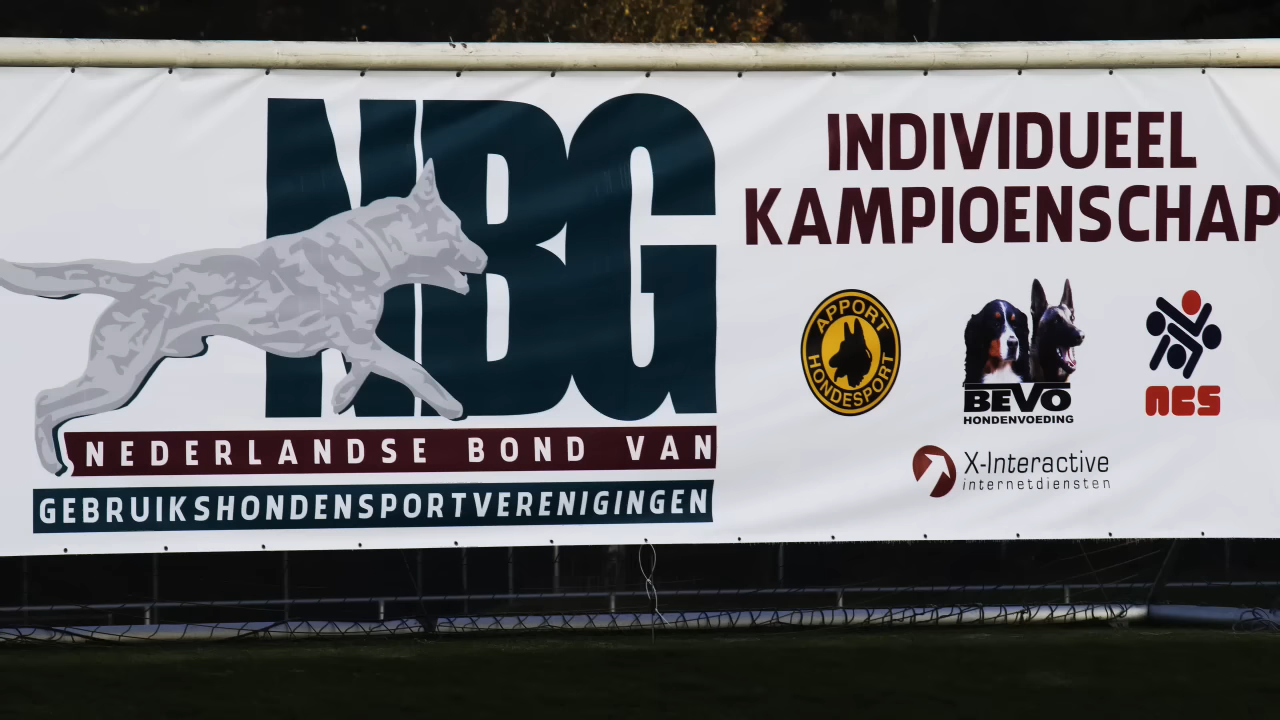 NBG
NEDERLANDSE BOND VAN
GEBRUIKSHONDENSPORTVERENIGINGEN
INDIVIDUEEL
KAMPIOENSCHAP
APPORT
HONDESPORT
BEVO
HONDENVOEDING
ncs
X-Interactive
internetdiensten